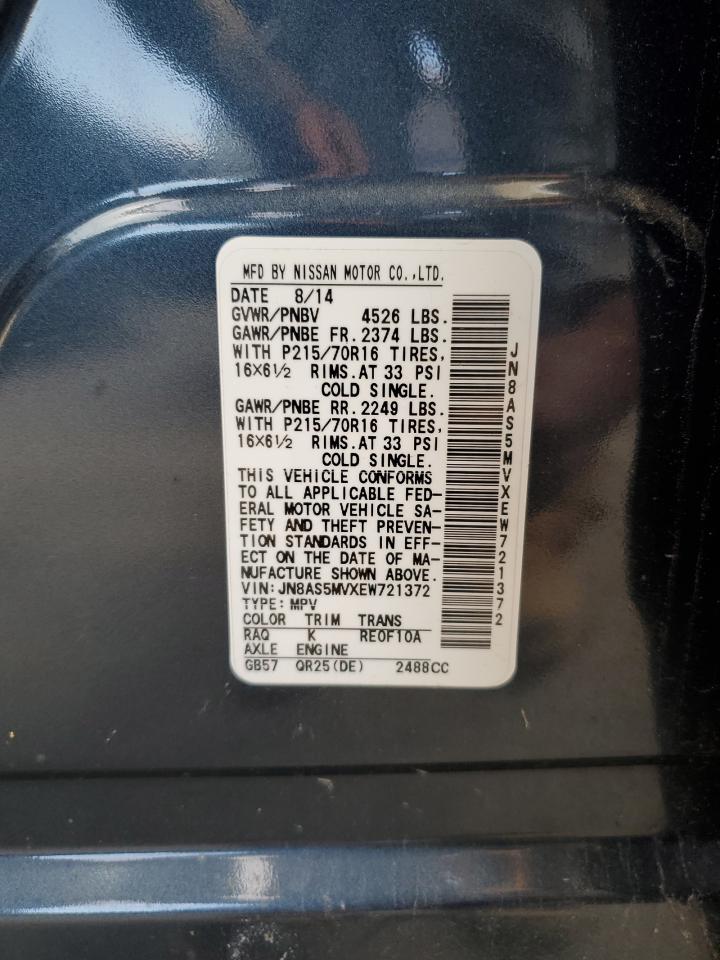 MFD BY NISSAN MOTOR CO.,LTD.
DATE 8/14
GVWR/PNBV 4526 LBS.
GAWR/PNBE FR. 2374 LBS.
WITH P215/70R16 TIRES,
16X6½ RIMS.AT 33 PSI
COLD SINGLE.
GAWR/PNBE RR. 2249 LBS.
WITH P215/70R16 TIRES,
16X6½ RIMS.AT 33 PSI
COLD SINGLE.
THIS VEHICLE CONFORMS
TO ALL APPLICABLE FED-
ERAL MOTOR VEHICLE SA-
FETY AND THEFT PREVEN-
TION STANDARDS IN EFF-
ECT ON THE DATE OF MA-
NUFACTURE SHOWN ABOVE.
VIN: JN8AS5MVXEW721372
TYPE: MPV
COLOR TRIM TRANS
RAQ K RE0F10A
AXLE ENGINE
GB57 QR25(DE) 2488CC
JN8AS5MVXEW721372